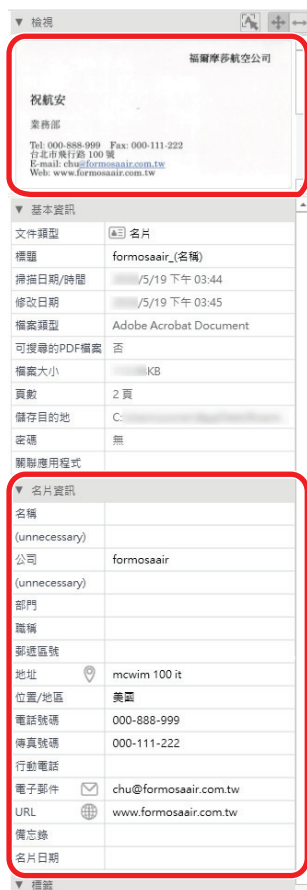 ▼ 檢視
福爾摩莎航空公司
祝航安
業務部
Tel: 000-888-999 Fax: 000-111-222
台北市飛行路 100 號
E-mail: chu@formosaair.com.tw
Web: www.formosaair.com.tw
▼ 基本資訊
文件類型 名片
標題 formosaair_(名稱)
掃描日期/時間 /5/19 下午 03:44
修改日期 /5/19 下午 03:45
檔案類型 Adobe Acrobat Document
可搜尋的PDF檔案 否
檔案大小 KB
頁數 2 頁
儲存目的地 C:
密碼 無
關聯應用程式
▼ 名片資訊
名稱
(unnecessary)
公司 formosaair
(unnecessary)
部門
職稱
郵遞區號
地址 mcwim 100 it
位置/地區 美國
電話號碼 000-888-999
傳真號碼 000-111-222
行動電話
電子郵件 chu@formosaair.com.tw
URL www.formosaair.com.tw
備忘錄
名片日期
▼ 標籤